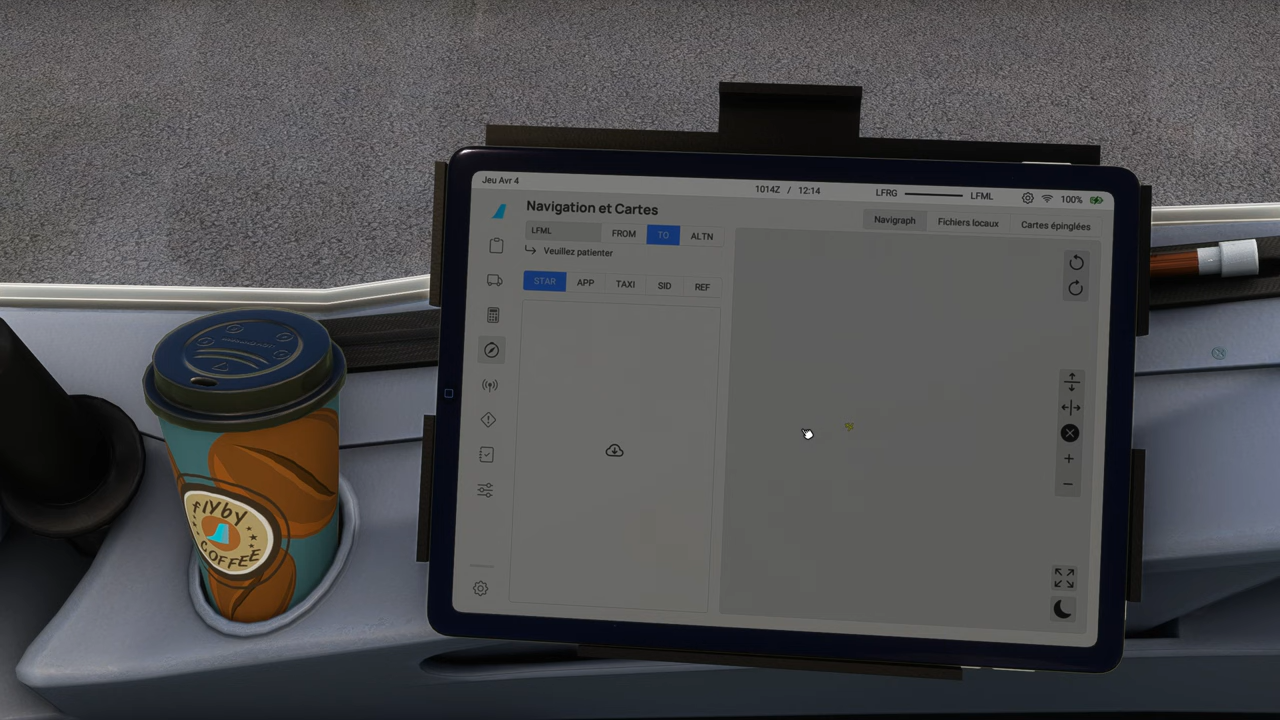 Jeu Avr 4
1014Z / 12:14
LFRG
LFML
100%
Navigation et Cartes
Navigraph
Fichiers locaux
Cartes épinglées
LFML
FROM
TO
ALTN
Veuillez patienter
STAR
APP
TAXI
SID
REF
flyby
COFFEE